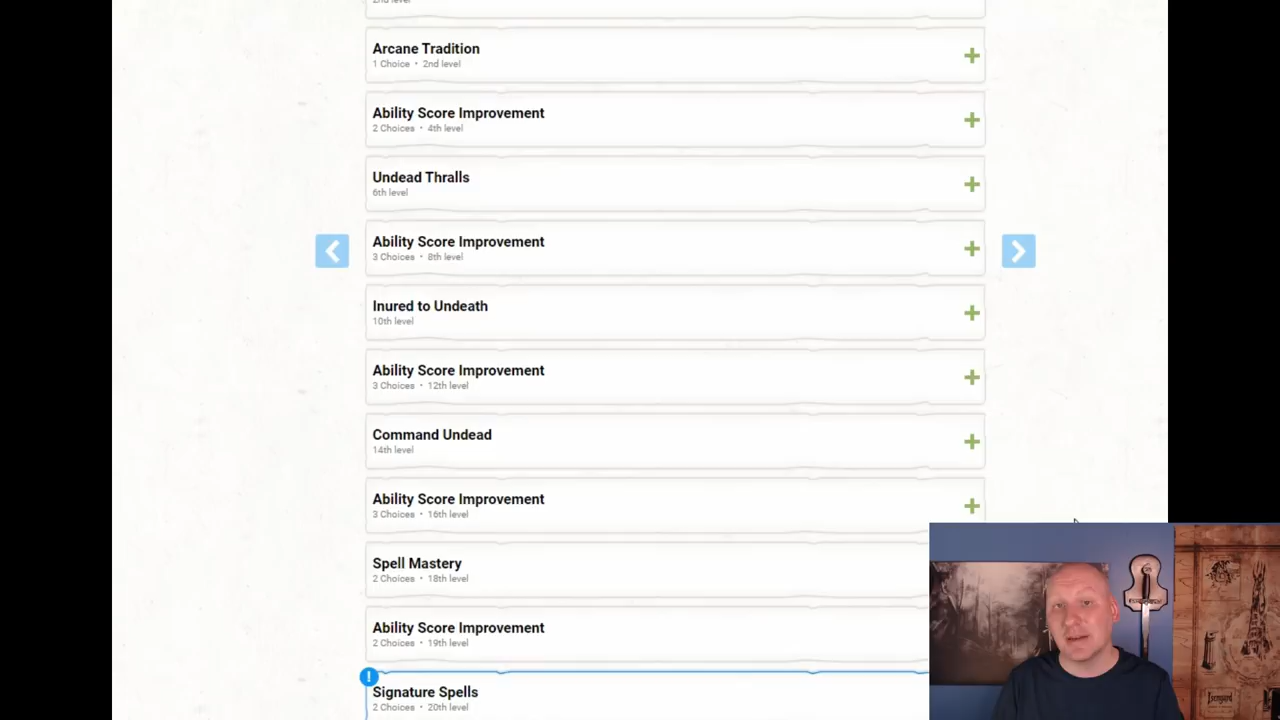 2nd level
Arcane Tradition
1 Choice • 2nd level
Ability Score Improvement
2 Choices • 4th level
Undead Thralls
6th level
Ability Score Improvement
3 Choices • 8th level
Inured to Undeath
10th level
Ability Score Improvement
3 Choices • 12th level
Command Undead
14th level
Ability Score Improvement
3 Choices • 16th level
Spell Mastery
2 Choices • 18th level
Ability Score Improvement
2 Choices • 19th level
!
Signature Spells
2 Choices • 20th level
Isengard